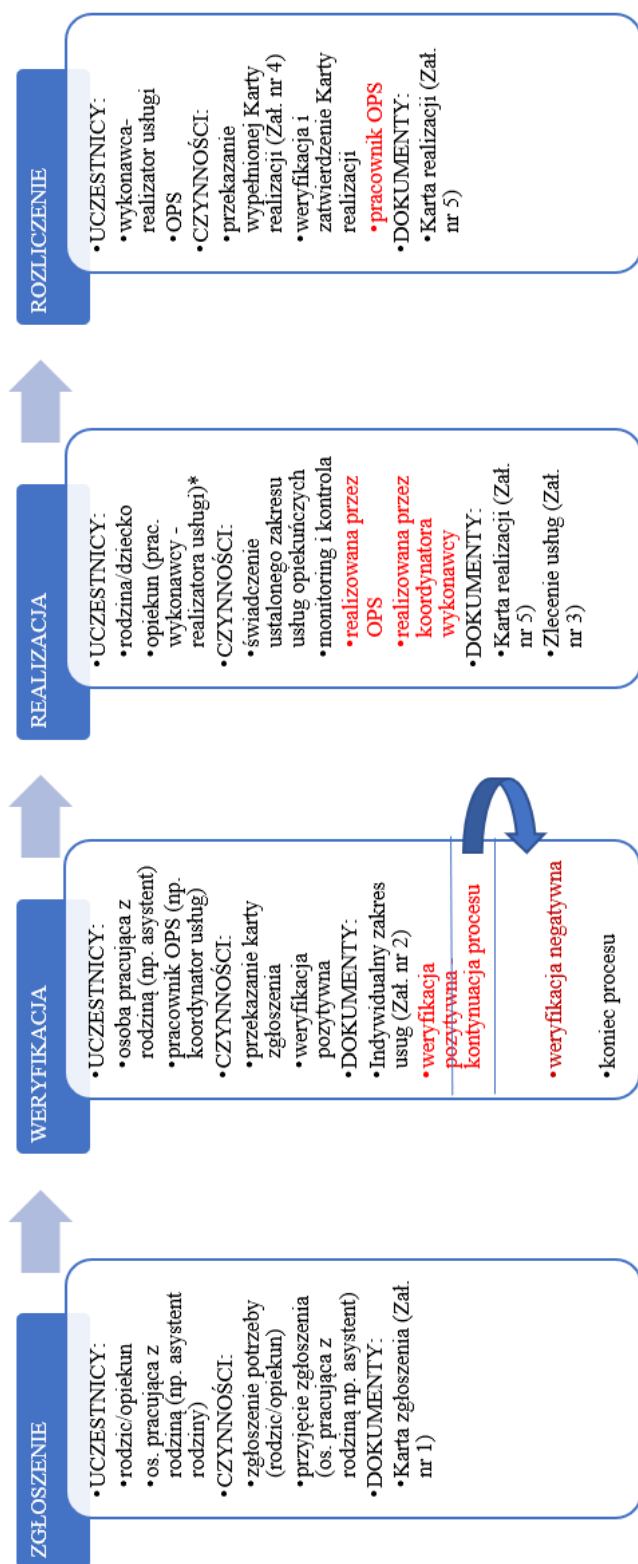 ZGŁOSZENIE
•UCZESTNICY:
•rodzic/opiekun
•os. pracująca z
rodziną (np. asystent
rodziny)
•CZYNNOŚCI:
•zgłoszenie potrzeby
(rodzic/opiekun)
•przyjęcie zgłoszenia
(os. pracująca z
rodziną np. asystent)
•DOKUMENTY:
•Karta zgłoszenia (Zał.
nr 1)
WERYFIKACJA
•UCZESTNICY:
•osoba pracująca z
rodziną (np. asystent)
•pracownik OPS (np.
koordynator usług)
•CZYNNOŚCI:
•przekazanie karty
zgłoszenia
•weryfikacja
pozytywna
•DOKUMENTY:
•Indywidualny zakres
usug (Zał. nr 2)
•weryfikacja
pozytywna -
kontynuacja procesu
•weryfikacja negatywna
•koniec procesu
REALIZACJA
•UCZESTNICY:
•rodzina/dziecko
•opiekun (prac.
wykonawcy -
realizatora usługi)*
•CZYNNOŚCI:
•świadczenie
ustalonego zakresu
usług opiekuńczych
•monitoring i kontrola
•realizowana przez
OPS
•realizowana przez
koordynatora
wykonawcy
•DOKUMENTY:
•Karta realizacji (Zał.
nr 5)
•Zlecenie usług (Zał.
nr 3)
ROZLICZENIE
•UCZESTNICY:
•wykonawca-
realizator usługi
•OPS
•CZYNNOŚCI:
•przekazanie
wypełnionej Karty
realizacji (Zał. nr 4)
•weryfikacja i
zatwierdzenie Karty
realizacji
•pracownik OPS
•DOKUMENTY:
•Karta realizacji (Zał.
nr 5)